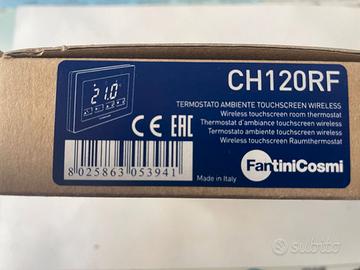 21.0
CH120RF
TERMOSTATO AMBIENTE TOUCHSCREEN WIRELESS
Wireless touchscreen room thermostat
Thermostat d'ambiance touchscreen wireless
Termostato ambiente touchscreen wireless
Wireless touchscreen Raumthermostat
CE EAC
8 025863 053941
Made in Italy
FantiniCosmi
subito